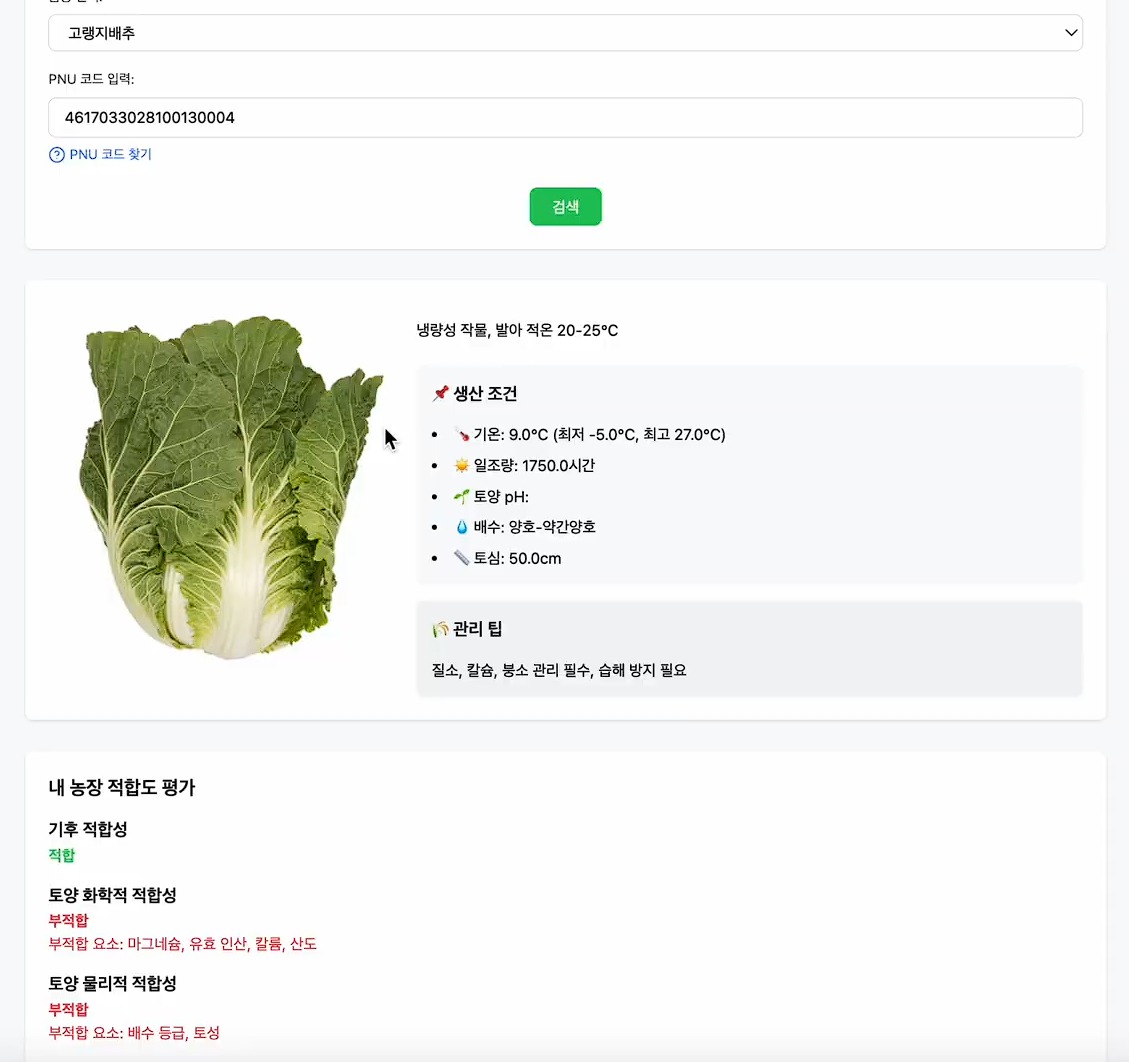 고랭지배추
PNU 코드 입력:
4617033028100130004
PNU 코드 찾기
검색
냉량성 작물, 발아 적온 20-25°C
📌 생산 조건
• 🌡️ 기온: 9.0°C (최저 -5.0°C, 최고 27.0°C)
• ☀️ 일조량: 1750.0시간
• 🌱 토양 pH:
• 💧 배수: 양호-약간양호
• 📏 토심: 50.0cm
🌾 관리 팁
질소, 칼슘, 붕소 관리 필수, 습해 방지 필요
내 농장 적합도 평가
기후 적합성
적합
토양 화학적 적합성
부적합
부적합 요소: 마그네슘, 유효 인산, 칼륨, 산도
토양 물리적 적합성
부적합
부적합 요소: 배수 등급, 토성